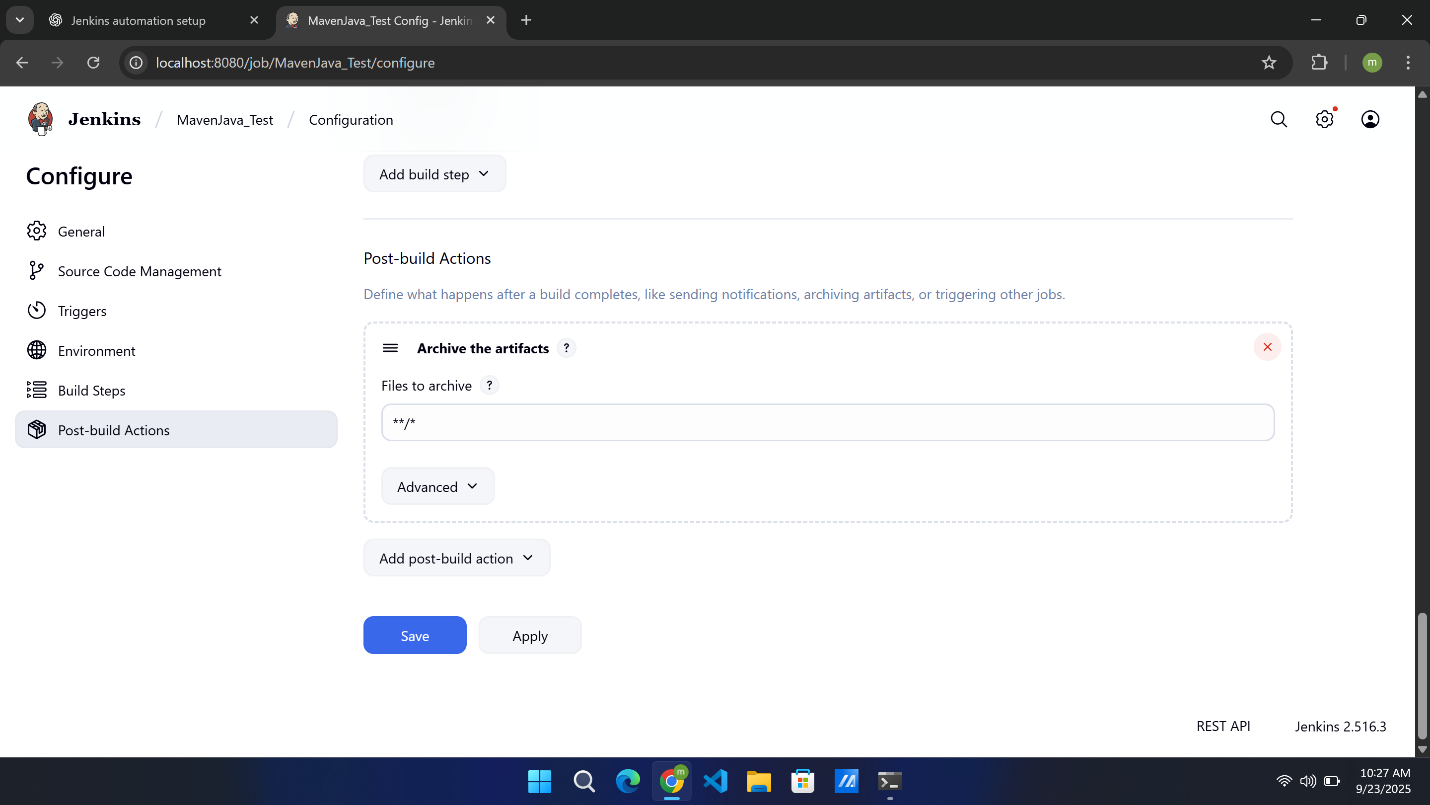 Jenkins automation setup
MavenJava_Test Config - Jenkin
localhost:8080/job/MavenJava_Test/configure
m
Jenkins / MavenJava_Test / Configuration
Configure
General
Source Code Management
Triggers
Environment
Build Steps
Post-build Actions
Add build step
Post-build Actions
Define what happens after a build completes, like sending notifications, archiving artifacts, or triggering other jobs.
Archive the artifacts ?
Files to archive ?
**/*
Advanced
Add post-build action
Save Apply
REST API Jenkins 2.516.3
m
10:27 AM
9/23/2025